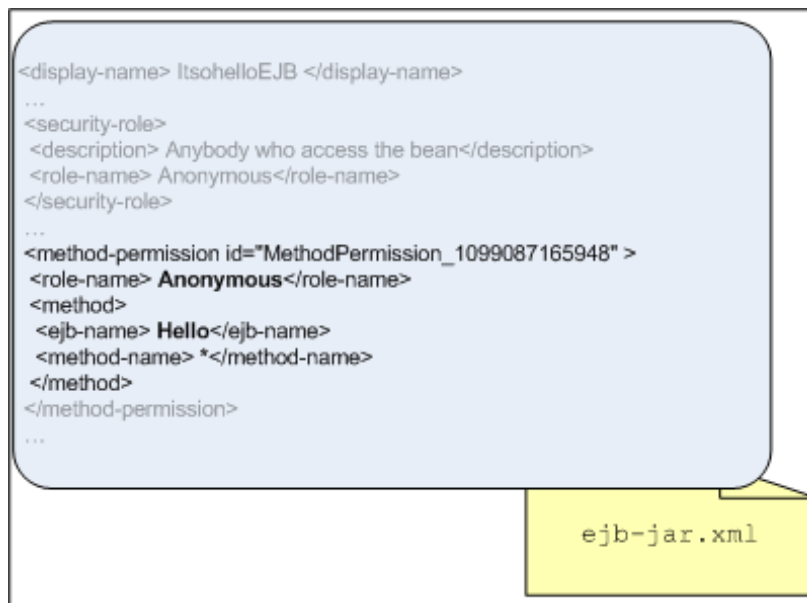 <display-name> ItsohelloEJB </display-name>
...
<security-role>
<description> Anybody who access the bean</description>
<role-name> Anonymous</role-name>
</security-role>
...
<method-permission id="MethodPermission_1099087165948" >
<role-name> Anonymous</role-name>
<method>
<ejb-name> Hello</ejb-name>
<method-name> *</method-name>
</method>
</method-permission>
...
ejb-jar.xml